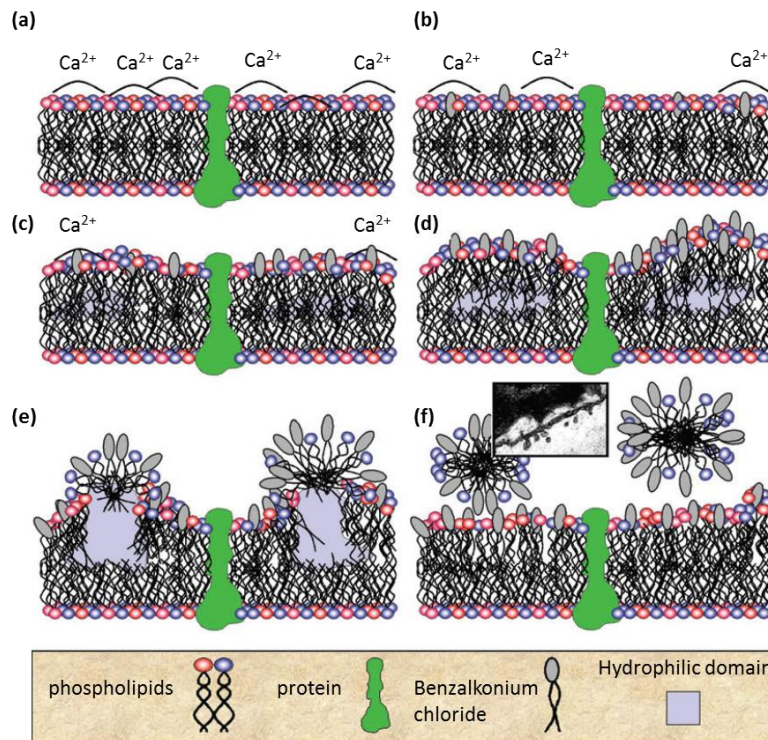 (a)
Ca²⁺ Ca²⁺ Ca²⁺ Ca²⁺ Ca²⁺
(b)
Ca²⁺ Ca²⁺ Ca²⁺
(c)
Ca²⁺ Ca²⁺
(d)
(e)
(f)
phospholipids
protein
Benzalkonium
chloride
Hydrophilic domain